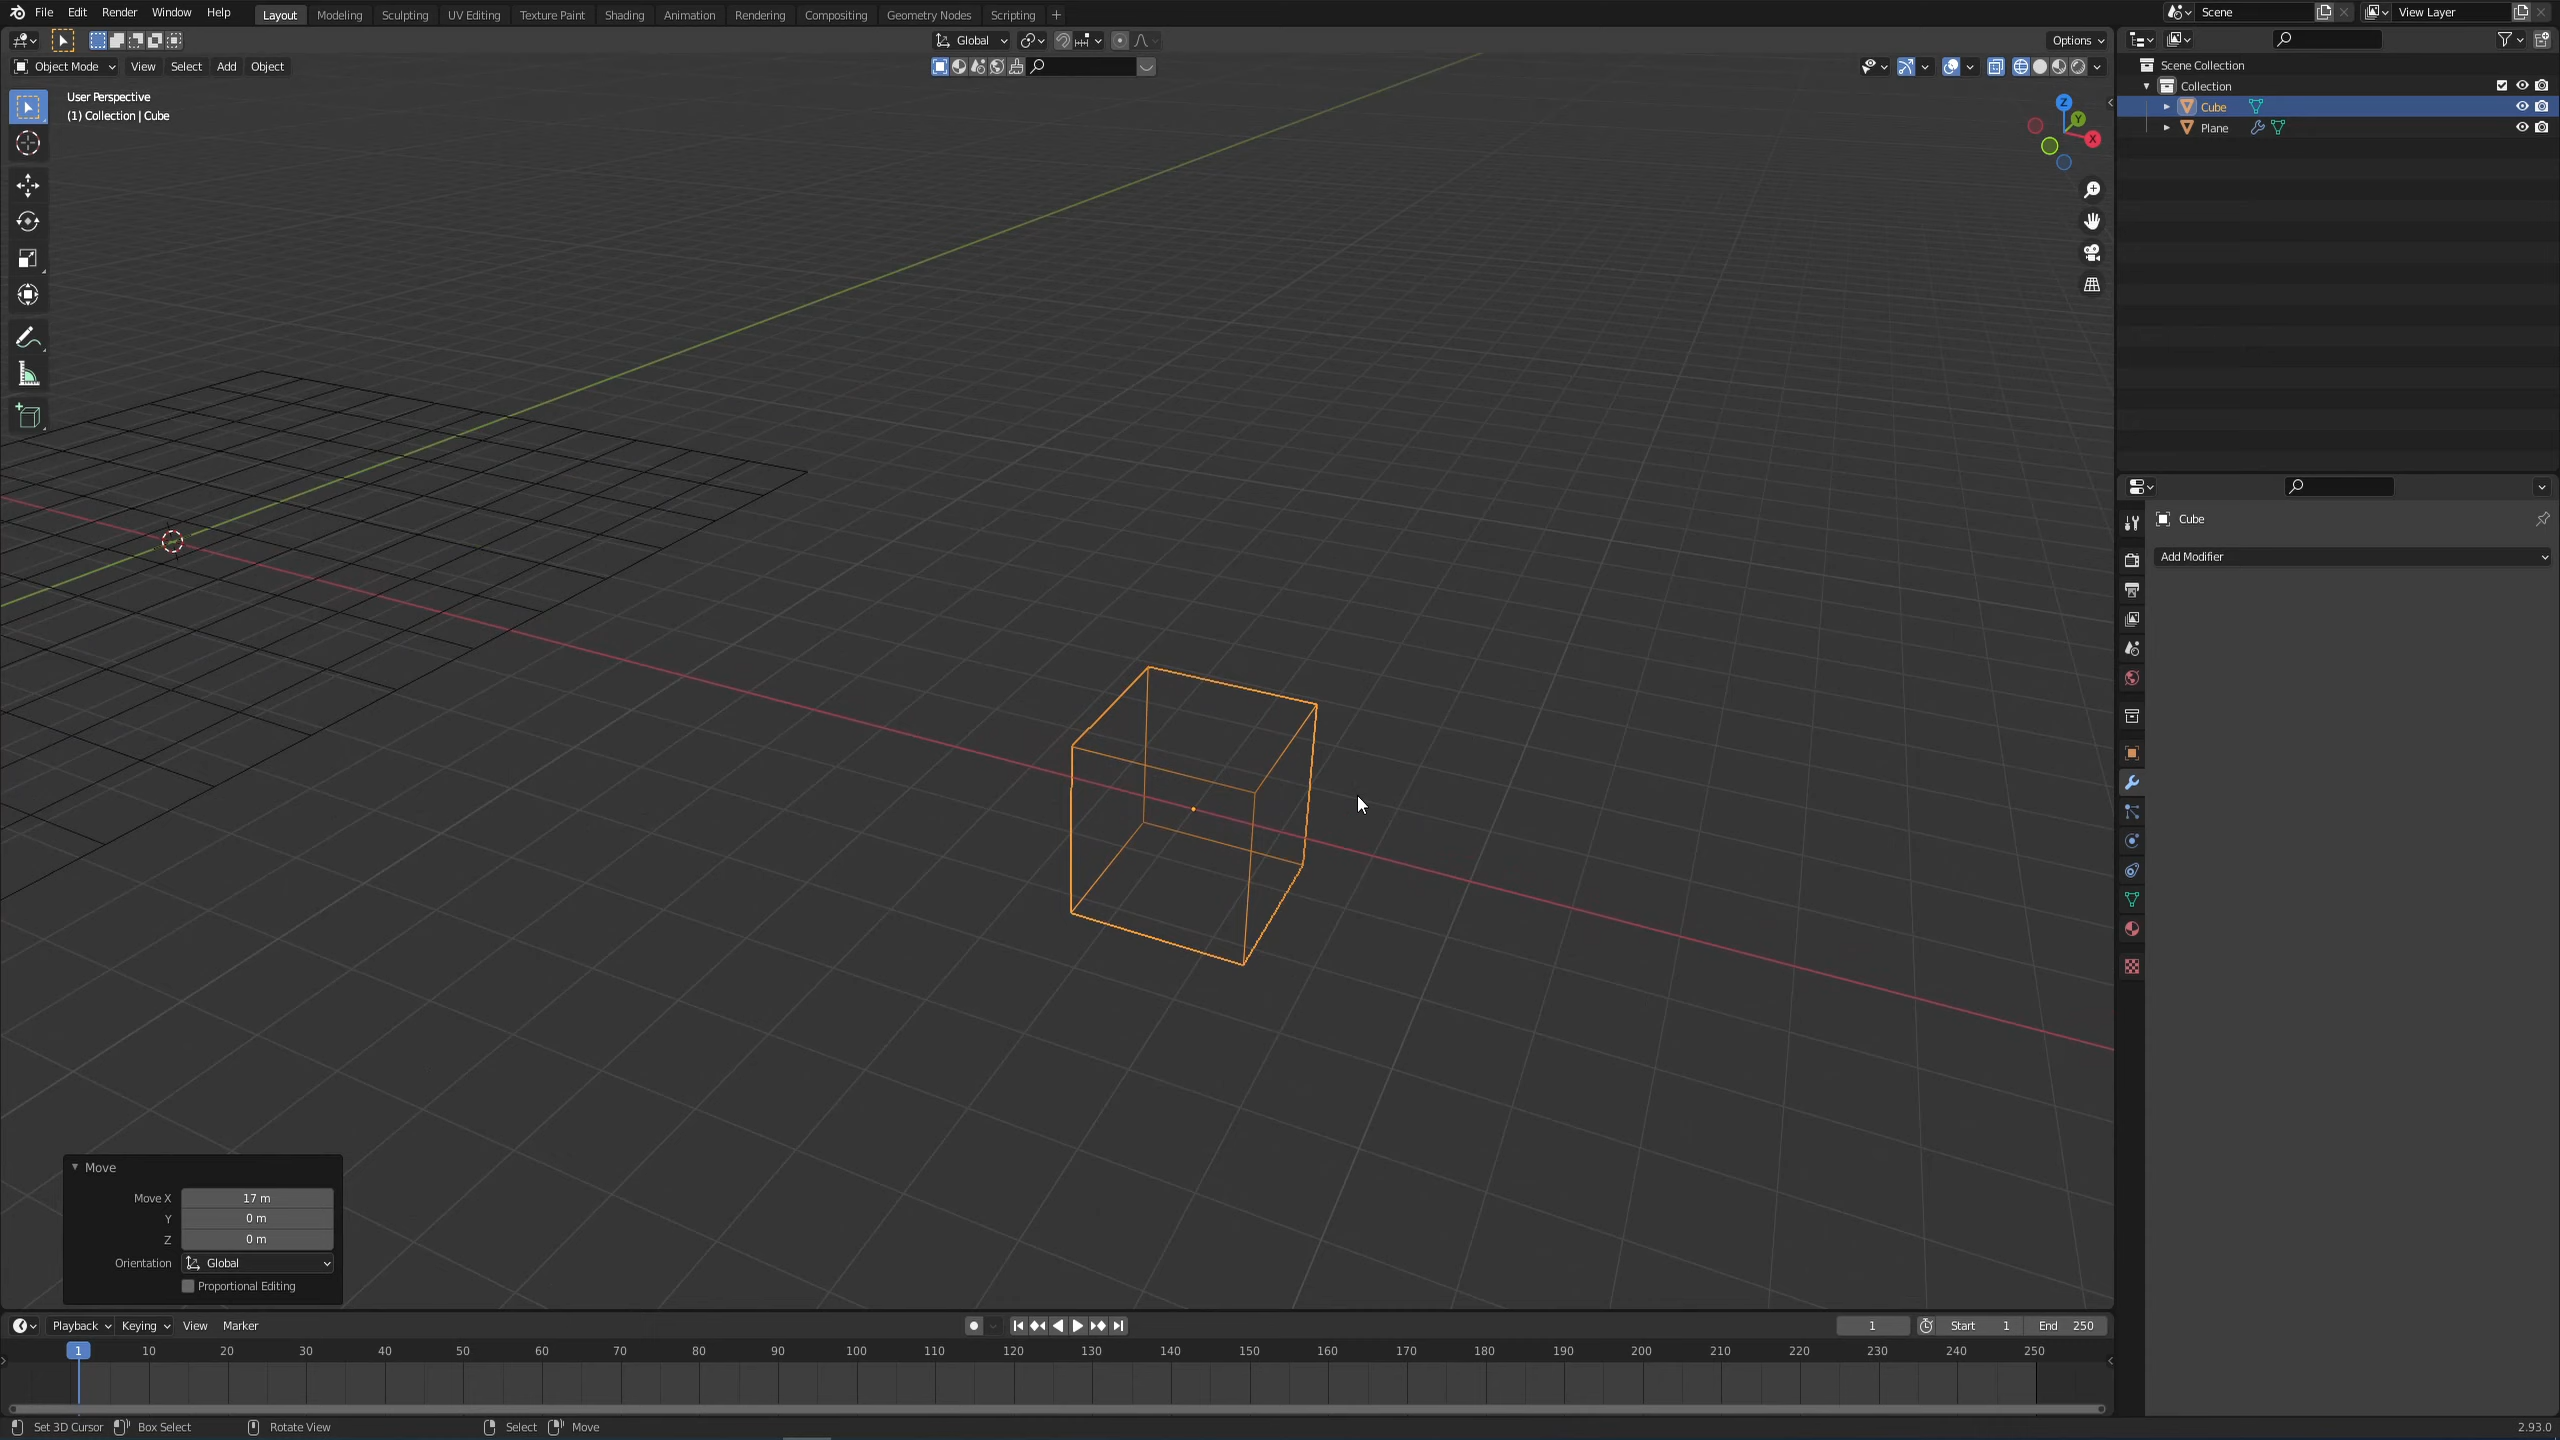 File Edit Render Window Help Layout Modeling Sculpting UV Editing Texture Paint Shading Animation Rendering Compositing Geometry Nodes Scripting + Scene View Layer
Global Options
Object Mode View Select Add Object
User Perspective
(1) Collection | Cube
Z
Y
X
Scene Collection
Collection
Cube
Plane
Cube
Add Modifier
Move
Move X 17 m
Y 0 m
Z 0 m
Orientation Global
Proportional Editing
Playback Keying View Marker 1 Start 1 End 250
1 10 20 30 40 50 60 70 80 90 100 110 120 130 140 150 160 170 180 190 200 210 220 230 240 250
Set 3D Cursor Box Select Rotate View Select Move 2.93.0